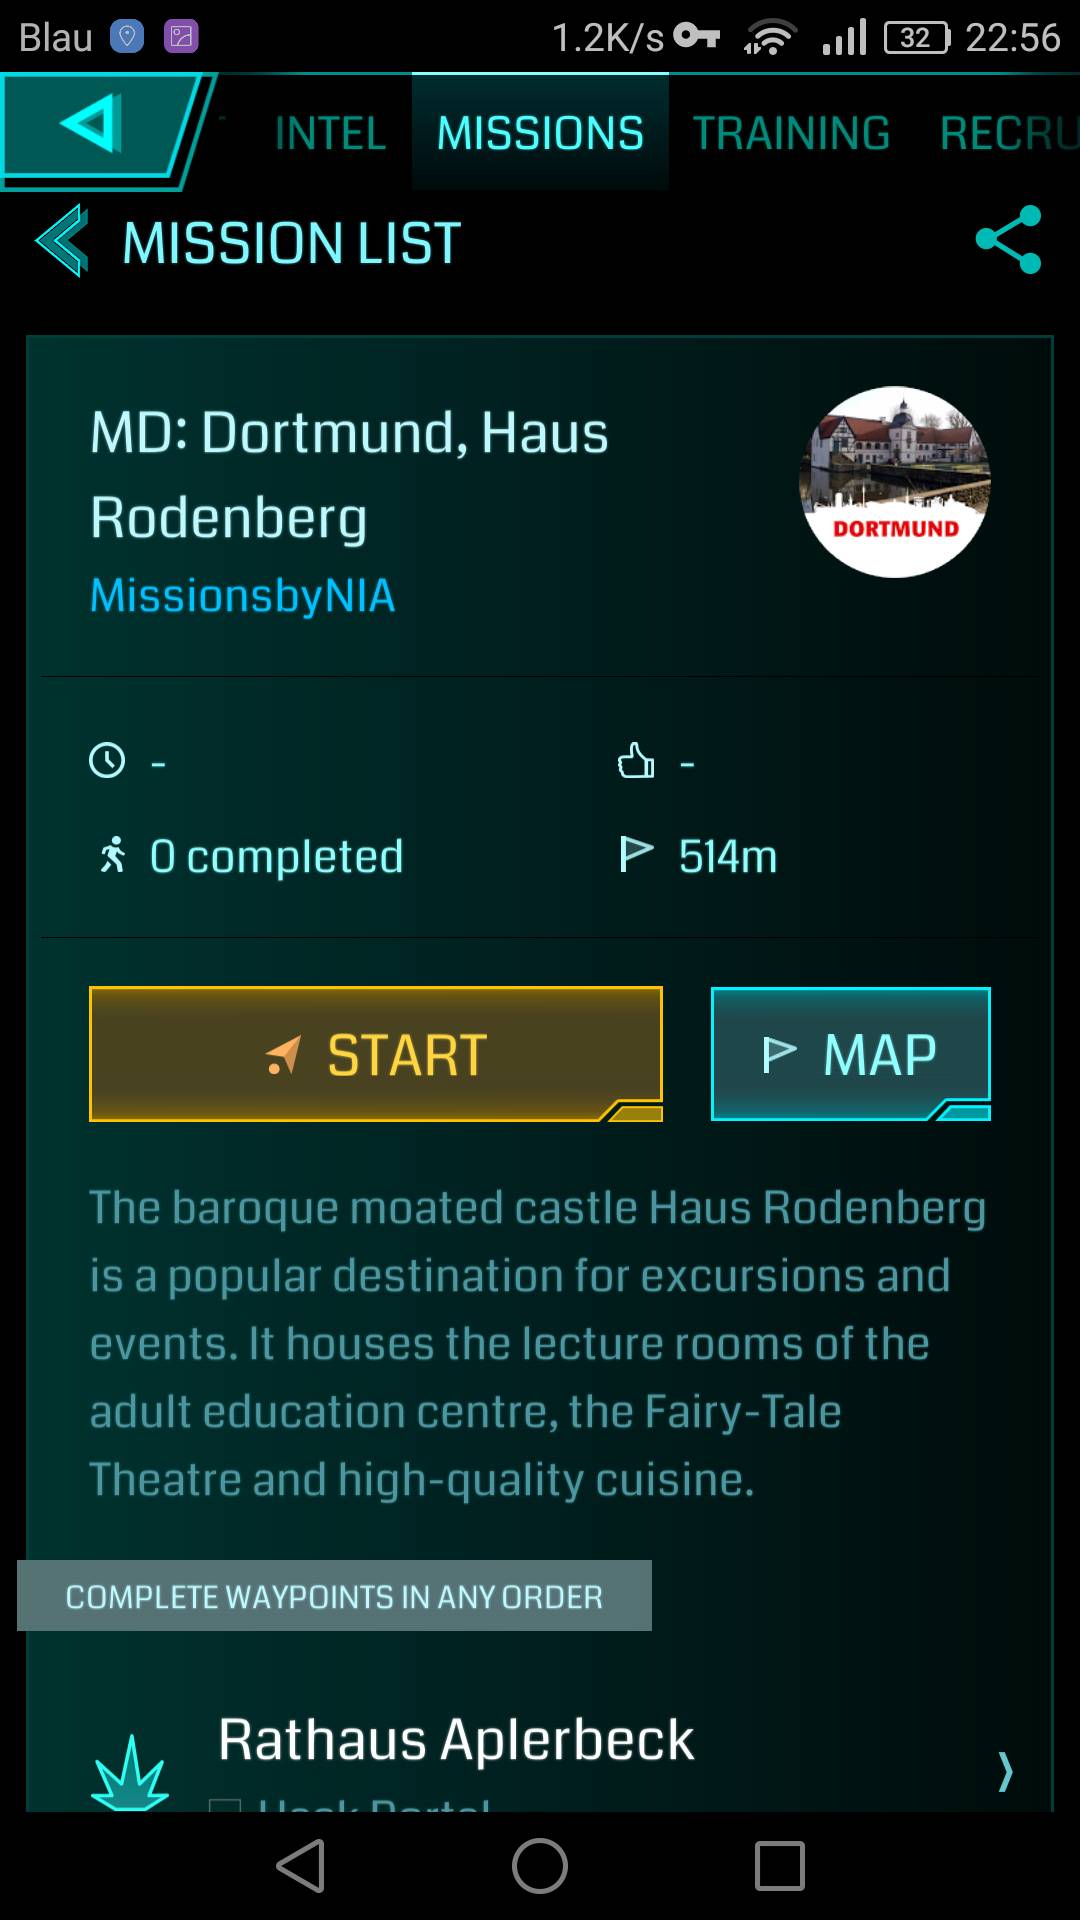 Blau 1.2K/s 32 22:56
INTEL MISSIONS TRAINING RECRU
MISSION LIST
MD: Dortmund, Haus
Rodenberg
DORTMUND
MissionsbyNIA
- -
0 completed 514m
START MAP
The baroque moated castle Haus Rodenberg
is a popular destination for excursions and
events. It houses the lecture rooms of the
adult education centre, the Fairy-Tale
Theatre and high-quality cuisine.
COMPLETE WAYPOINTS IN ANY ORDER
Rathaus Aplerbeck
Hack Portal